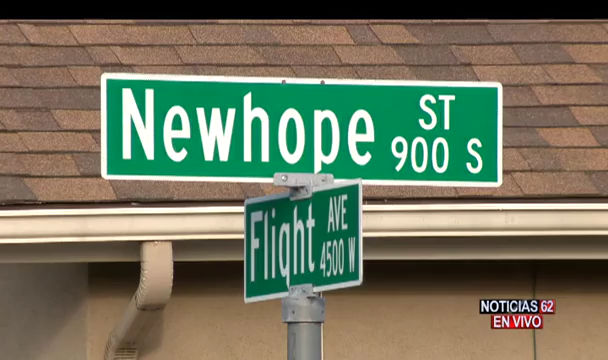 Newhope ST
900 S
Flight AVE
4500 W
NOTICIAS 62
EN VIVO